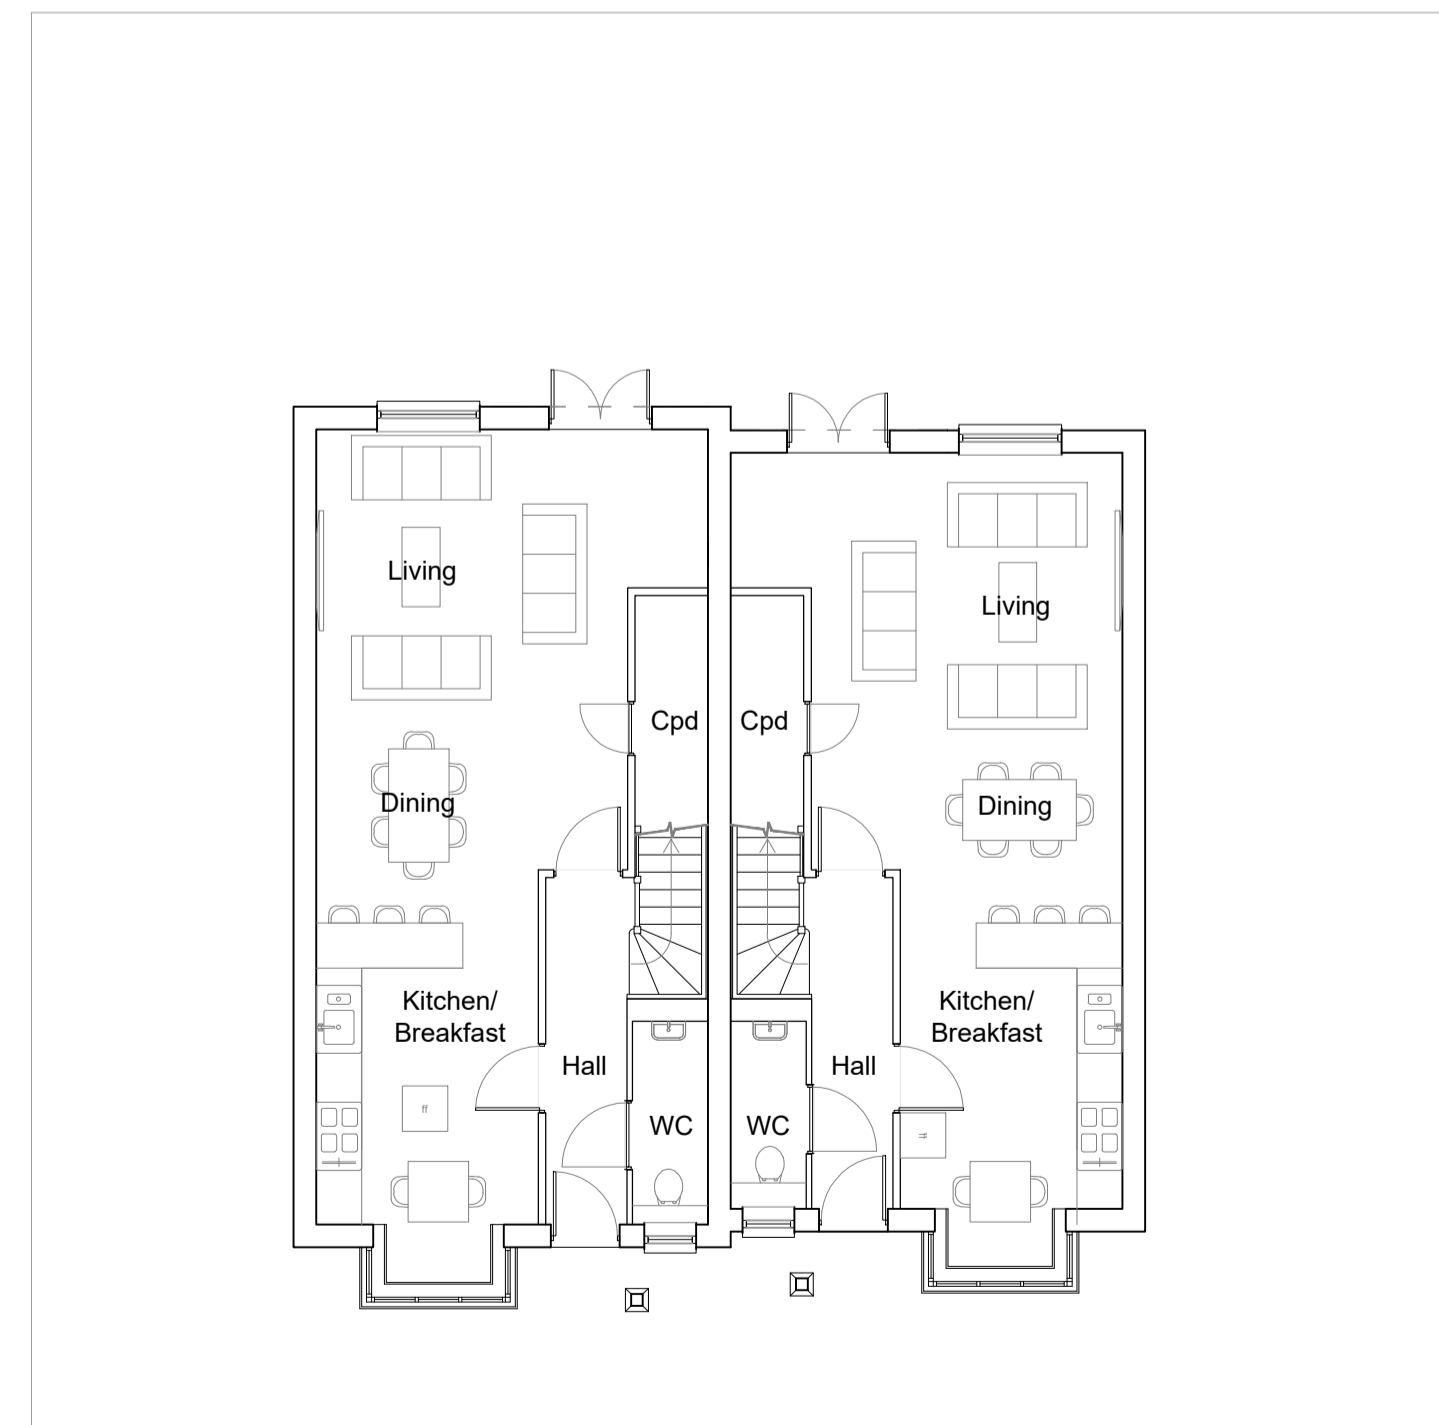 Living
Living
Cpd
Cpd
Dining
Dining
Kitchen/
Breakfast
Kitchen/
Breakfast
Hall
Hall
ff
WC
WC
ff